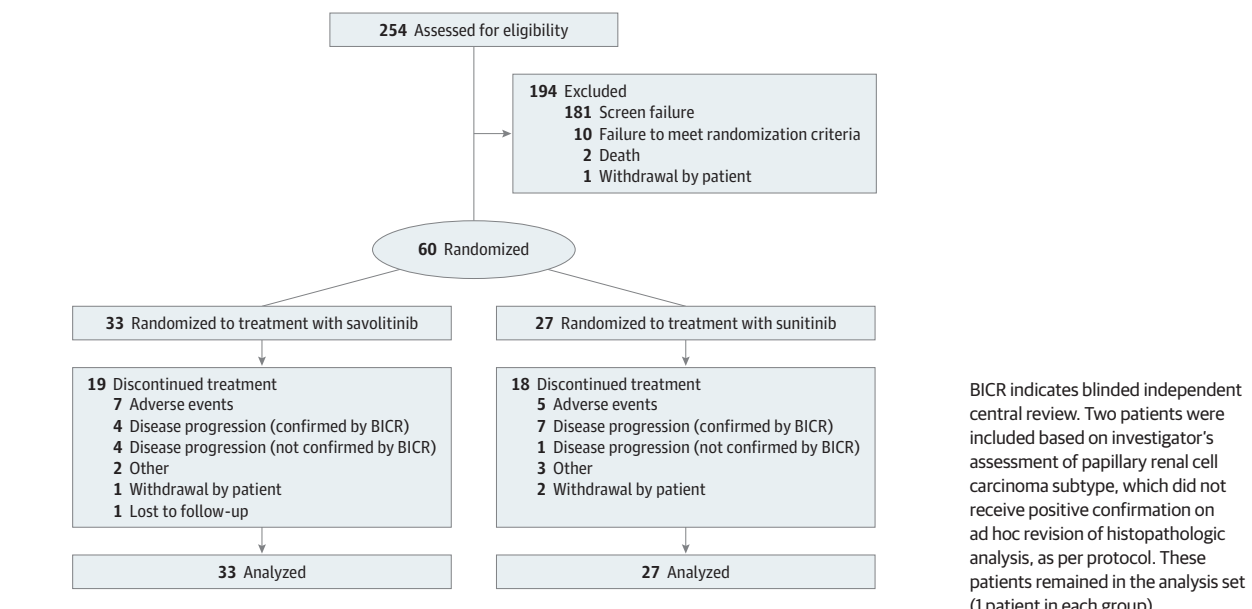 254 Assessed for eligibility
194 Excluded
181 Screen failure
10 Failure to meet randomization criteria
2 Death
1 Withdrawal by patient
60 Randomized
33 Randomized to treatment with savolitinib
27 Randomized to treatment with sunitinib
19 Discontinued treatment
7 Adverse events
4 Disease progression (confirmed by BICR)
4 Disease progression (not confirmed by BICR)
2 Other
1 Withdrawal by patient
1 Lost to follow-up
18 Discontinued treatment
5 Adverse events
7 Disease progression (confirmed by BICR)
1 Disease progression (not confirmed by BICR)
3 Other
2 Withdrawal by patient
33 Analyzed
27 Analyzed
BICR indicates blinded independent
central review. Two patients were
included based on investigator's
assessment of papillary renal cell
carcinoma subtype, which did not
receive positive confirmation on
ad hoc revision of histopathologic
analysis, as per protocol. These
patients remained in the analysis set
(1 patient in each group)